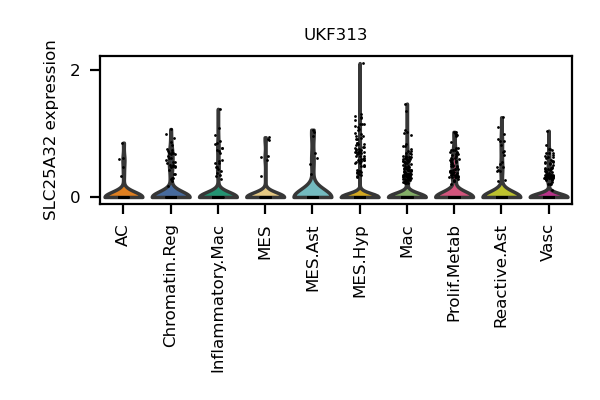 UKF313
SLC25A32 expression
2
0
AC
Chromatin.Reg
Inflammatory.Mac
MES
MES.Ast
MES.Hyp
Mac
Prolif.Metab
Reactive.Ast
Vasc